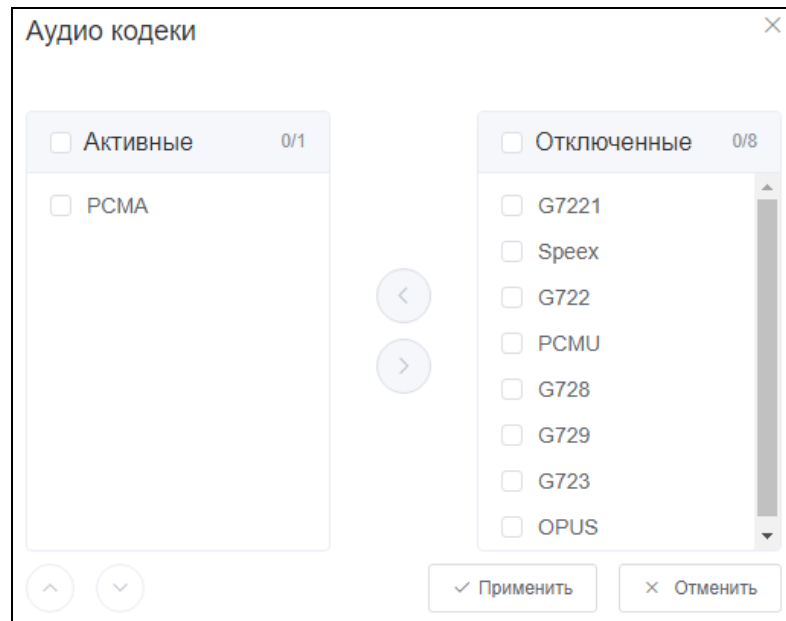 Аудио кодеки
Активные 0/1
PCMA
Отключенные 0/8
G7221
Speex
G722
PCMU
G728
G729
G723
OPUS
Применить
Отменить